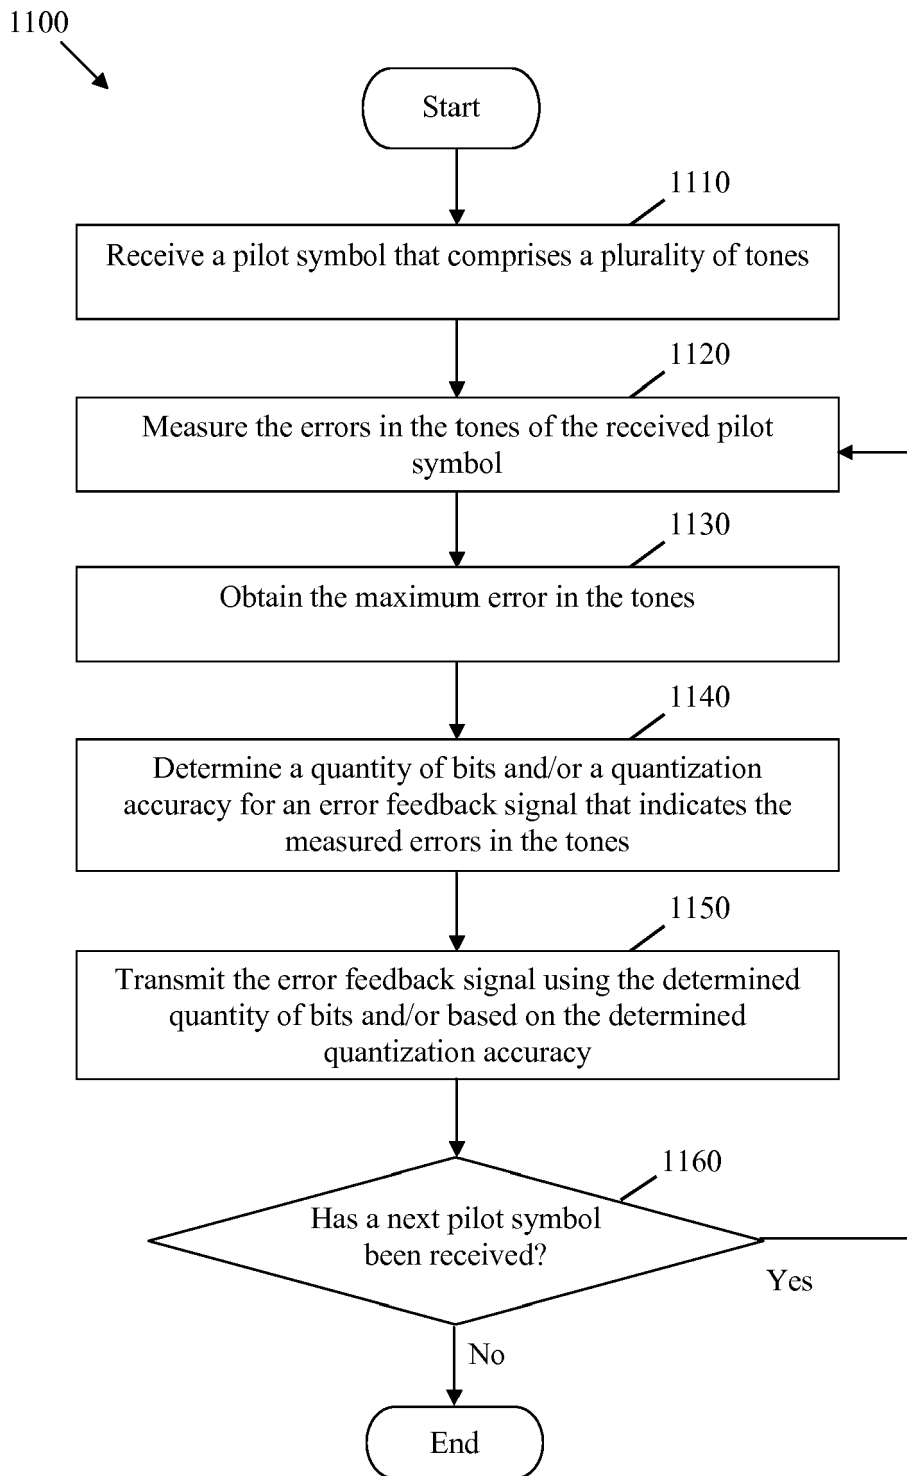 1100
Start
1110
Receive a pilot symbol that comprises a plurality of tones
1120
Measure the errors in the tones of the received pilot
symbol
1130
Obtain the maximum error in the tones
1140
Determine a quantity of bits and/or a quantization
accuracy for an error feedback signal that indicates the
measured errors in the tones
1150
Transmit the error feedback signal using the determined
quantity of bits and/or based on the determined
quantization accuracy
1160
Has a next pilot symbol
been received?
Yes
No
End